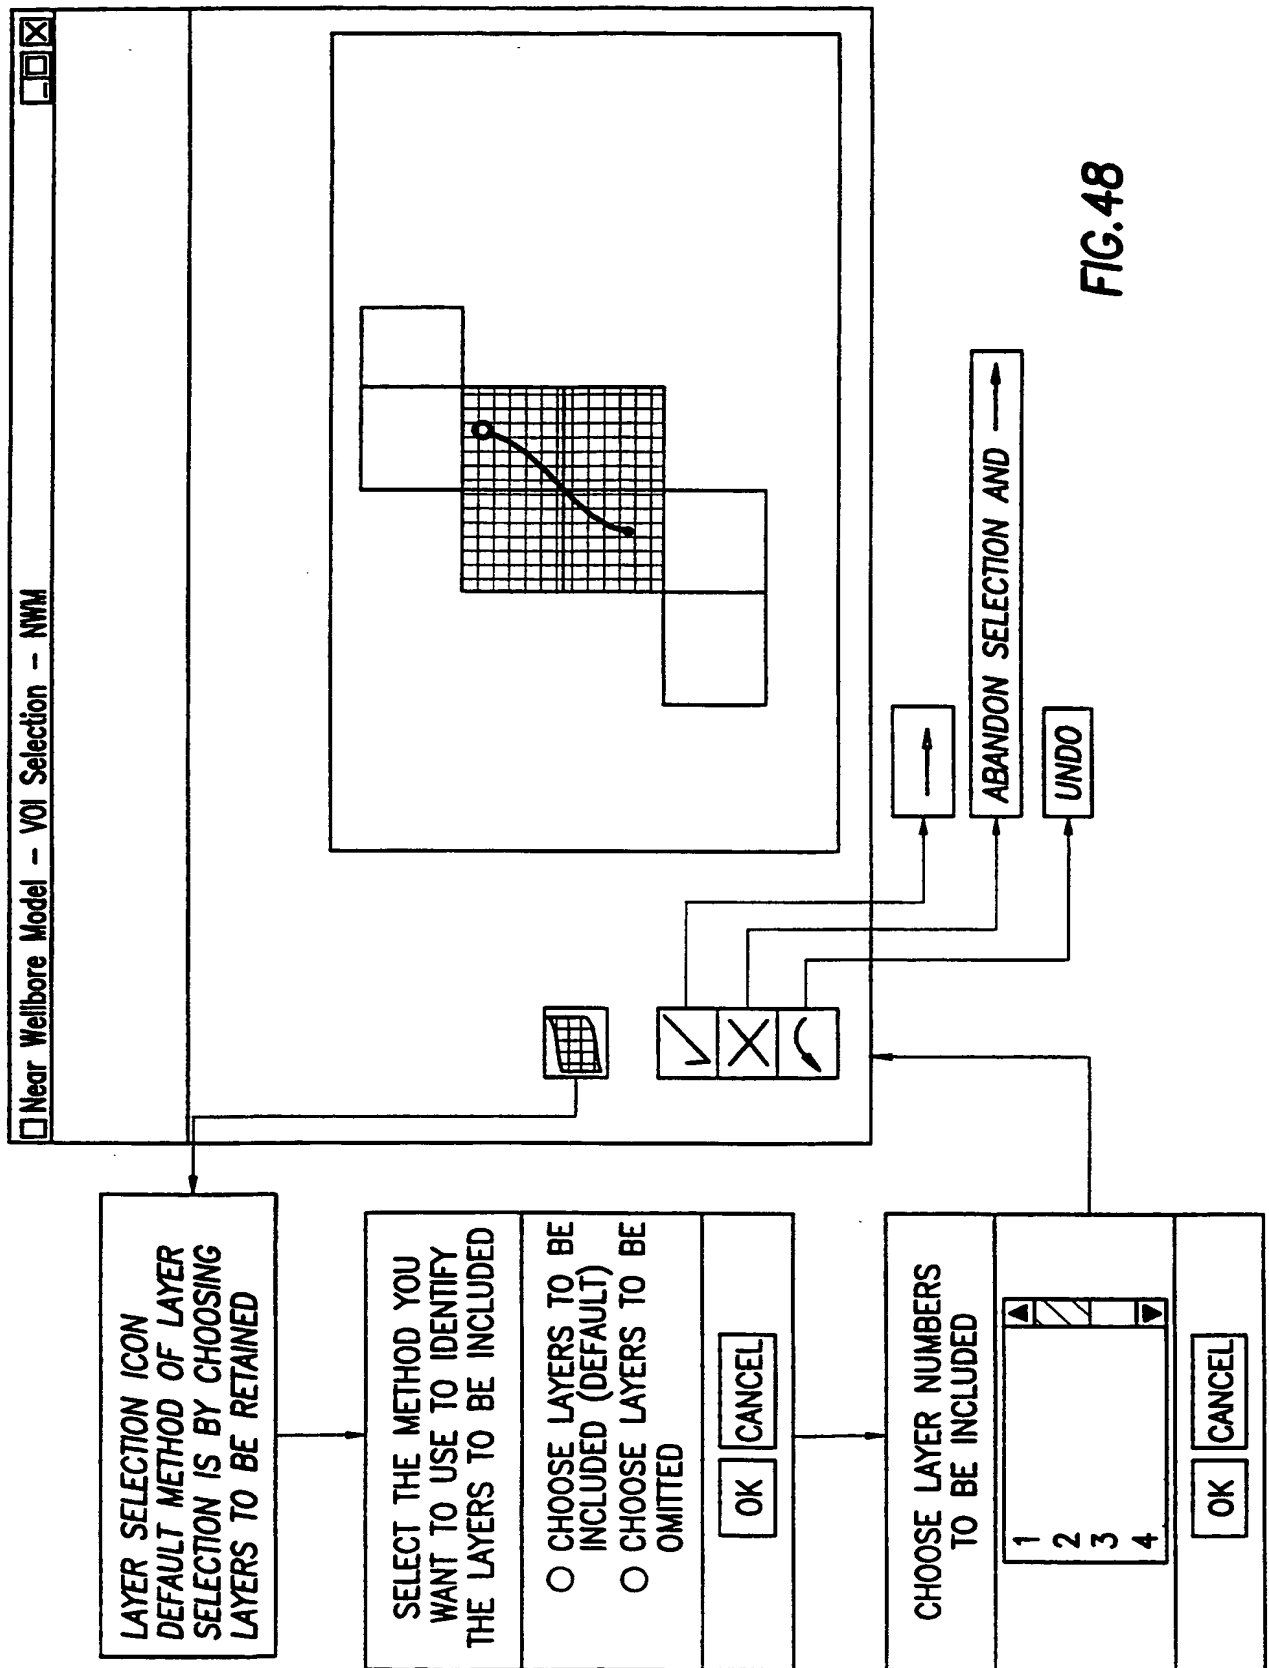 Near Wellbore Model – VOI Selection – NWM
LAYER SELECTION ICON
DEFAULT METHOD OF LAYER
SELECTION IS BY CHOOSING
LAYERS TO BE RETAINED
SELECT THE METHOD YOU
WANT TO USE TO IDENTIFY
THE LAYERS TO BE INCLUDED
CHOOSE LAYERS TO BE
INCLUDED (DEFAULT)
CHOOSE LAYERS TO BE
OMITTED
OK
CANCEL
CHOOSE LAYER NUMBERS
TO BE INCLUDED
1
2
3
4
OK
CANCEL
ABANDON SELECTION AND
UNDO
FIG.48